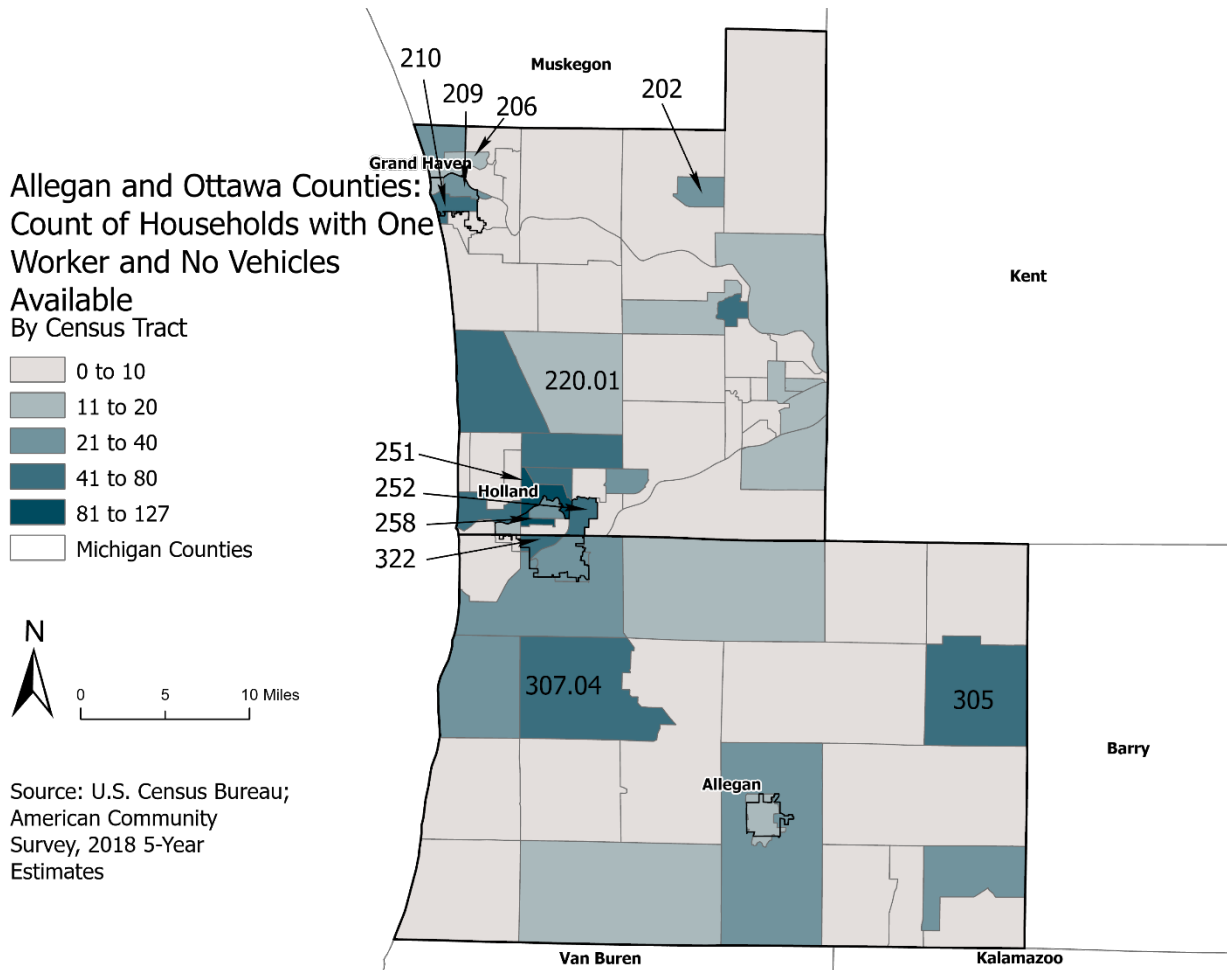 Muskegon
210
209
206
202
Grand Haven
Allegan and Ottawa Counties:
Count of Households with One
Worker and No Vehicles
Available
By Census Tract
0 to 10
11 to 20
21 to 40
41 to 80
81 to 127
Michigan Counties
Kent
220.01
251
252
Holland
258
322
N
0 5 10 Miles
307.04
305
Barry
Allegan
Source: U.S. Census Bureau;
American Community
Survey, 2018 5-Year
Estimates
Van Buren
Kalamazoo